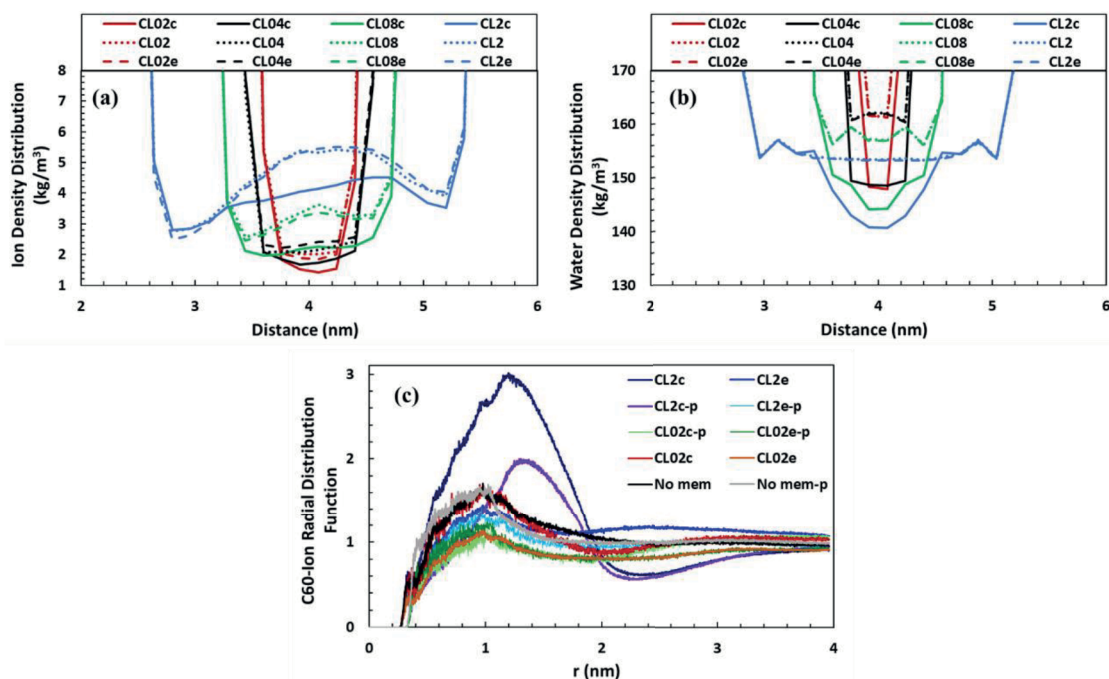 CL02c CL04c CL08c CL2c
CL02 CL04 CL08 CL2
CL02e CL04e CL08e CL2e
(a)
8
7
6
5
4
3
2
1
Ion Density Distribution
(kg/m³)
2 3 4 5 6
Distance (nm)
CL02c CL04c CL08c CL2c
CL02 CL04 CL08 CL2
CL02e CL04e CL08e CL2e
(b)
170
160
150
140
130
Water Density Distribution
(kg/m³)
2 3 4 5 6
Distance (nm)
(c)
3
2
1
0
C60-Ion Radial Distribution
Function
CL2c CL2e
CL2c-p CL2e-p
CL02c-p CL02e-p
CL02c CL02e
No mem No mem-p
0 1 2 3 4
r (nm)